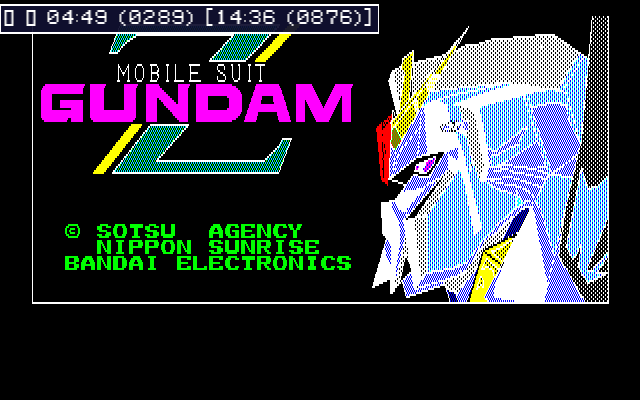 ▯ ▯ 04:49 (0289) [14:36 (0876)]
MOBILE SUIT
Z
GUNDAM
© SOTSU AGENCY
NIPPON SUNRISE
BANDAI ELECTRONICS